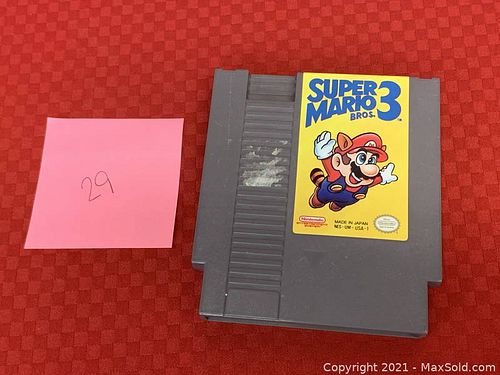 29
SUPER
MARIO 3
BROS.
Nintendo
MADE IN JAPAN
NES-UM-USA-1
Copyright © 2021 - MaxSold.com